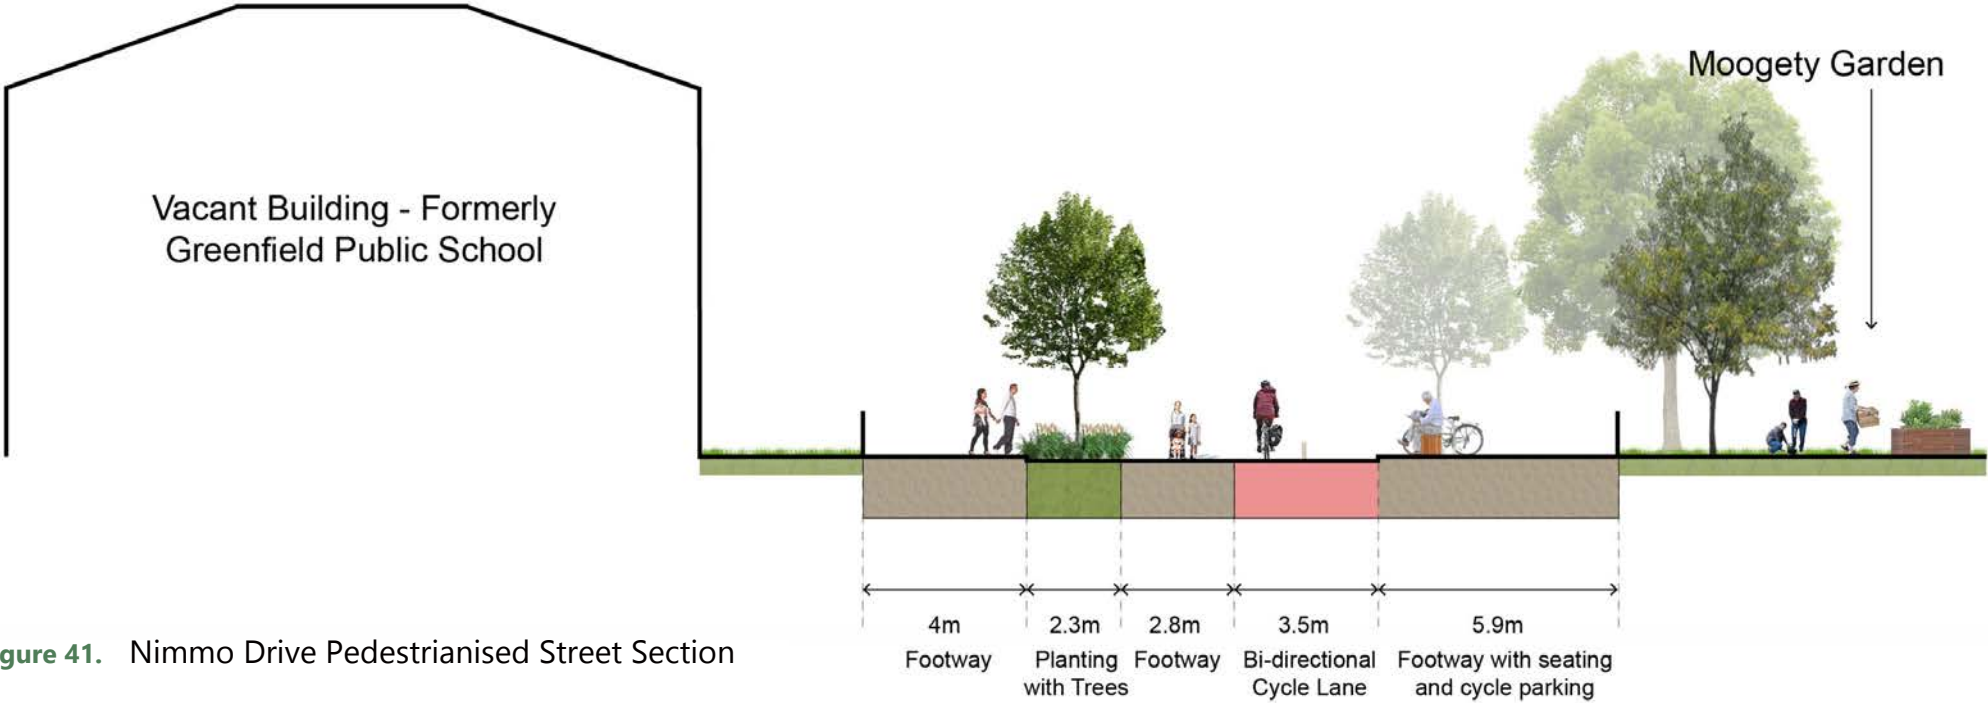 Moogety Garden
Vacant Building - Formerly
Greenfield Public School
4m
Footway
2.3m
Planting
with Trees
2.8m
Footway
3.5m
Bi-directional
Cycle Lane
5.9m
Footway with seating
and cycle parking
gure 41. Nimmo Drive Pedestrianised Street Section